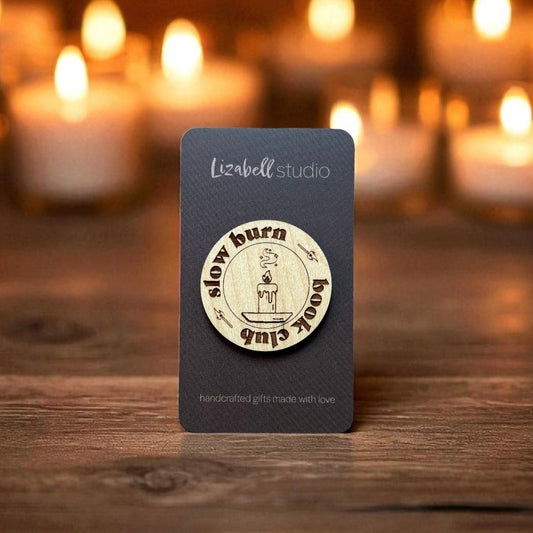 Lizabell studio
slow burn
book club
handcrafted gifts made with love